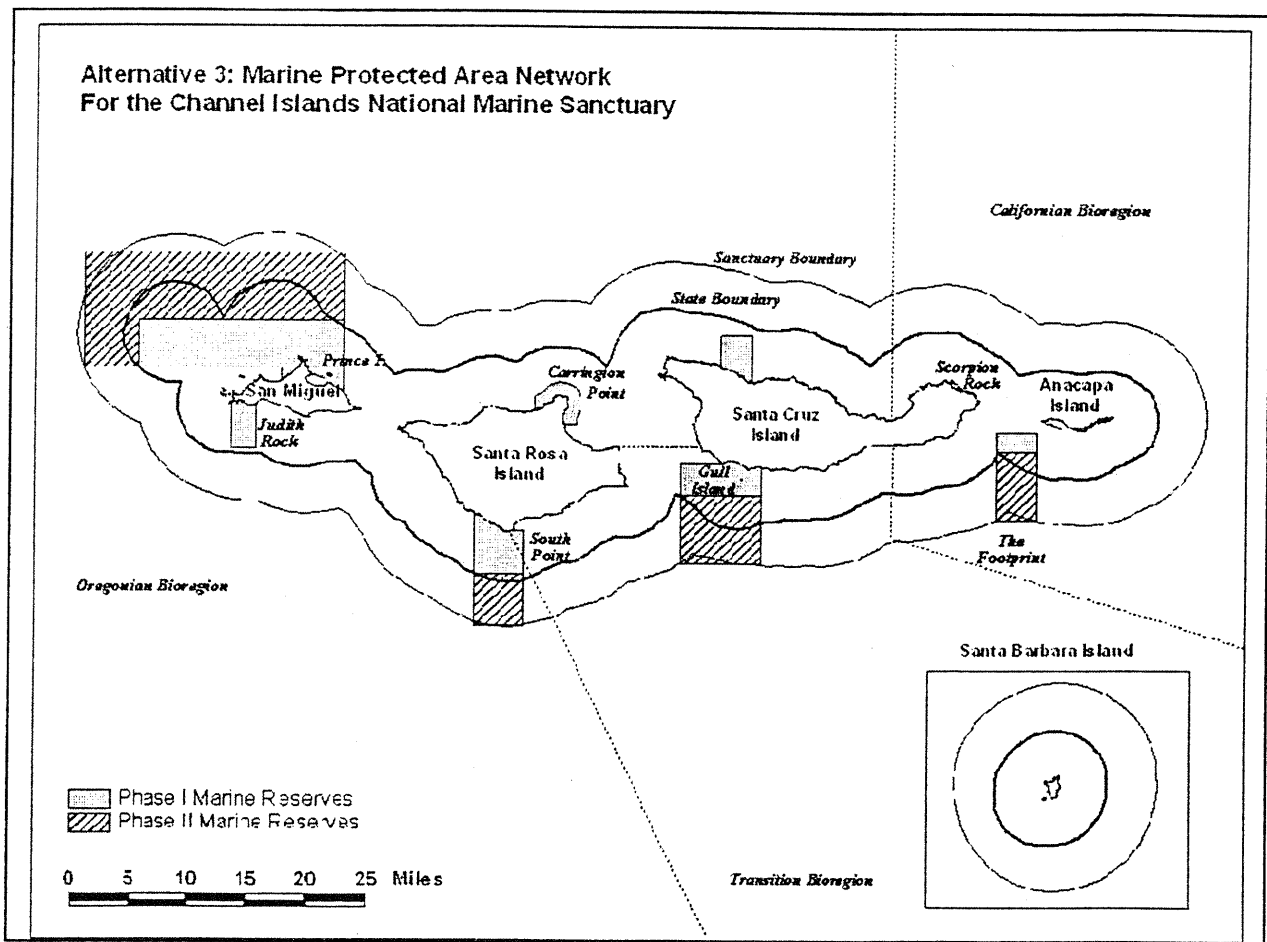 Alternative 3: Marine Protected Area Network
For the Channel Islands National Marine Sanctuary
Californian Bioregion
Sanctuary Boundary
State Boundary
Prince I.
San Miguel
Carrington
Point
Scorpion
Rock
Anacapa
Island
Judith
Rock
Santa Cruz
Island
Santa Rosa
Island
Gull
Island
South
Point
The
Footprint
Oregonian Bioregion
Santa Barbara Island
Phase I Marine Reserves
Phase II Marine Reserves
0 5 10 15 20 25 Miles
Transition Bioregion